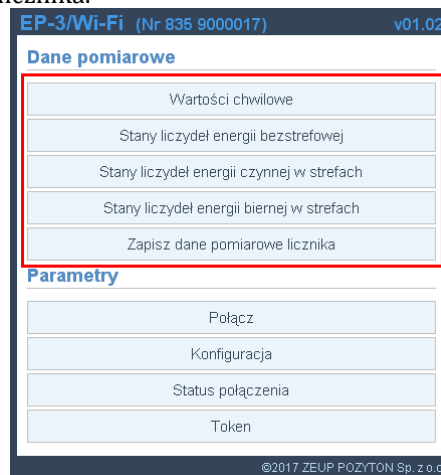 EP-3/Wi-Fi (Nr 835 9000017) v01.02
Dane pomiarowe
Wartości chwilowe
Stany liczydeł energii bezstrefowej
Stany liczydeł energii czynnej w strefach
Stany liczydeł energii biernej w strefach
Zapisz dane pomiarowe licznika
Parametry
Połącz
Konfiguracja
Status połączenia
Token
©2017 ZEUP POZYTON Sp. z o.o